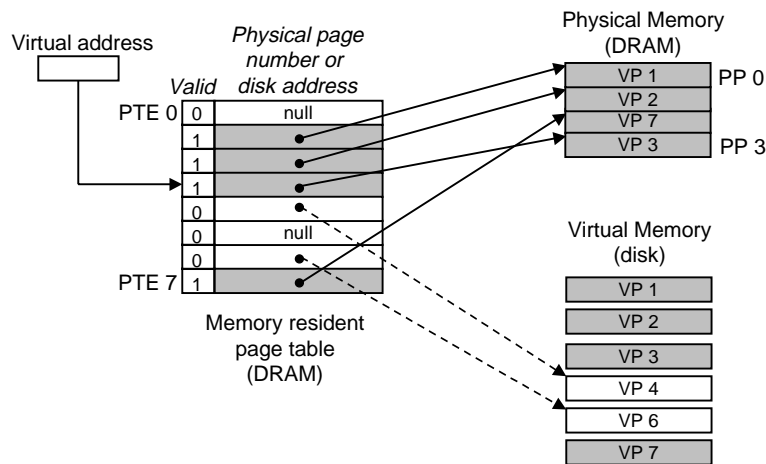 Virtual address
Physical page
number or
disk address
Valid
PTE 0
0
null
1
1
1
0
0
null
0
PTE 7
1
Memory resident
page table
(DRAM)
Physical Memory
(DRAM)
VP 1
PP 0
VP 2
VP 7
VP 3
PP 3
Virtual Memory
(disk)
VP 1
VP 2
VP 3
VP 4
VP 6
VP 7